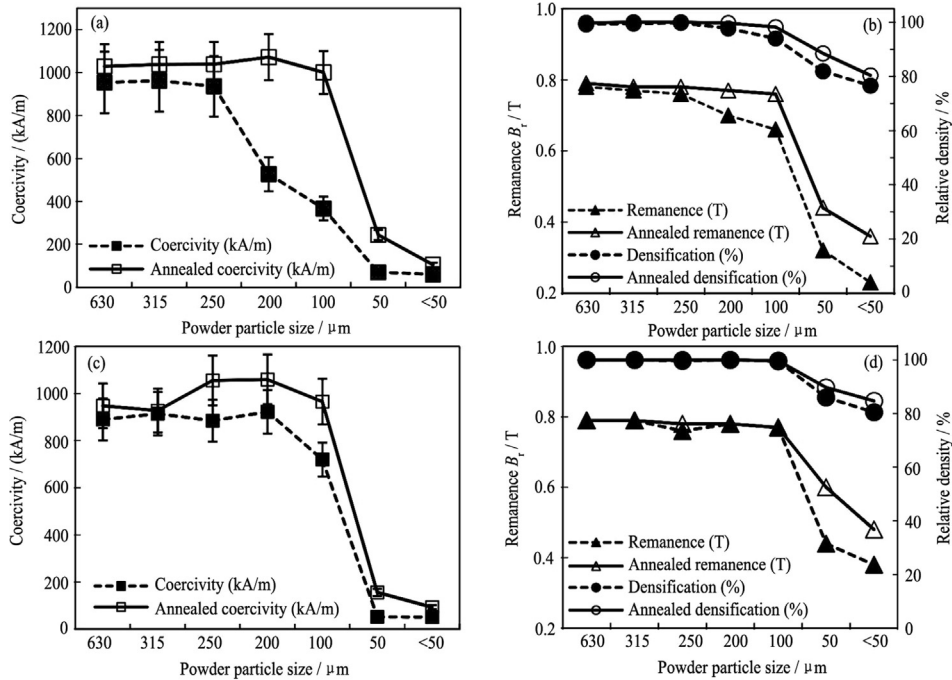 (a)
1200
1000
800
600
400
200
0
Coercivity / (kA/m)
Coercivity (kA/m)
Annealed coercivity (kA/m)
630 315 250 200 100 50 <50
Powder particle size / μm
(b)
1.0
0.8
0.6
0.4
0.2
Remanence Br / T
100
80
60
40
20
0
Relative density / %
Remanence (T)
Annealed remanence (T)
Densification (%)
Annealed densification (%)
630 315 250 200 100 50 <50
Powder particle size / μm
(c)
1200
1000
800
600
400
200
0
Coercivity / (kA/m)
Coercivity (kA/m)
Annealed coercivity (kA/m)
630 315 250 200 100 50 <50
Powder particle size / μm
(d)
1.0
0.8
0.6
0.4
0.2
Remanence Br / T
100
80
60
40
20
0
Relative density / %
Remanence (T)
Annealed remanence (T)
Densification (%)
Annealed densification (%)
630 315 250 200 100 50 <50
Powder particle size / μm